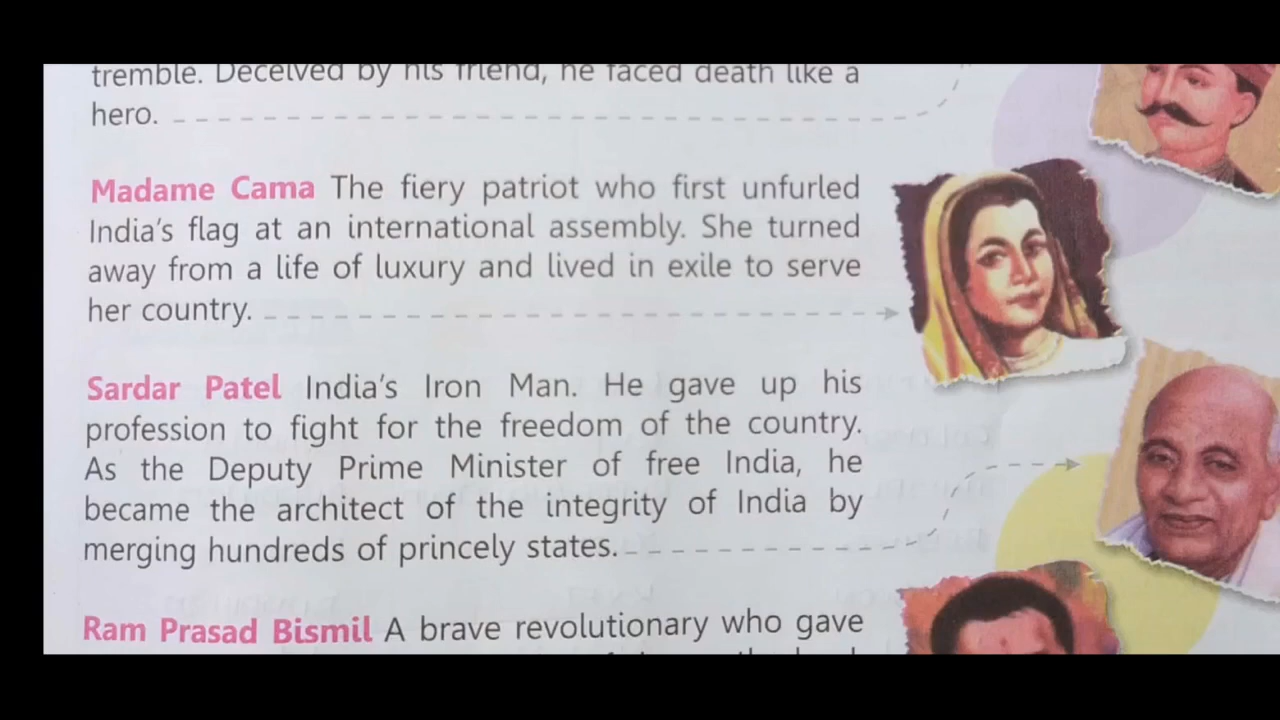 tremble. Deceived by his friend, he faced death like a
hero.
Madame Cama The fiery patriot who first unfurled
India's flag at an international assembly. She turned
away from a life of luxury and lived in exile to serve
her country.
Sardar Patel India's Iron Man. He gave up his
profession to fight for the freedom of the country.
As the Deputy Prime Minister of free India, he
became the architect of the integrity of India by
merging hundreds of princely states.
Ram Prasad Bismil A brave revolutionary who gave